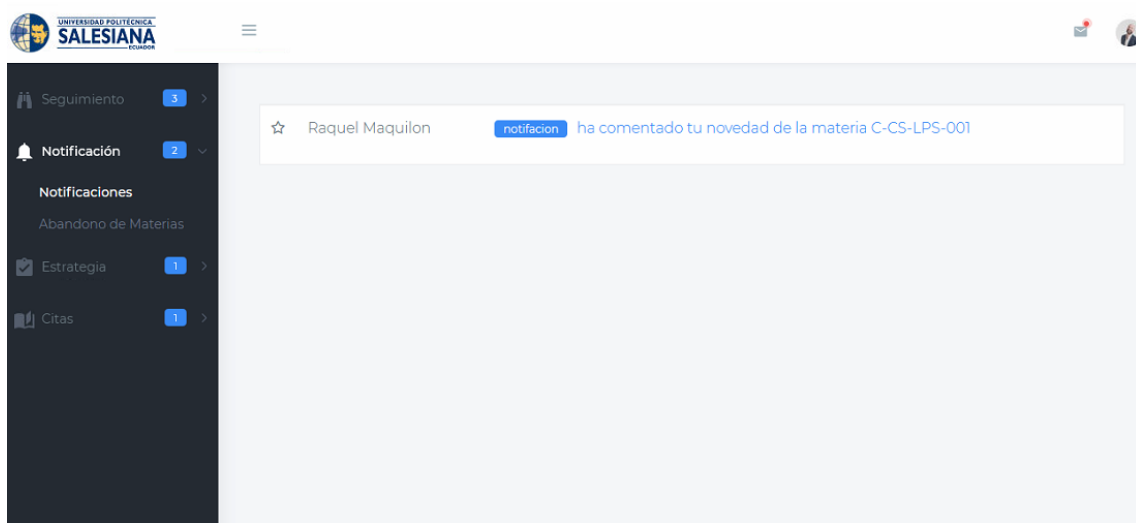 UNIVERSIDAD POLITÉCNICA
SALESIANA
ECUADOR
Seguimiento 3
Notificación 2
Notificaciones
Abandono de Materias
Estrategia 1
Citas 1
Raquel Maquilon notifacion ha comentado tu novedad de la materia C-CS-LPS-001